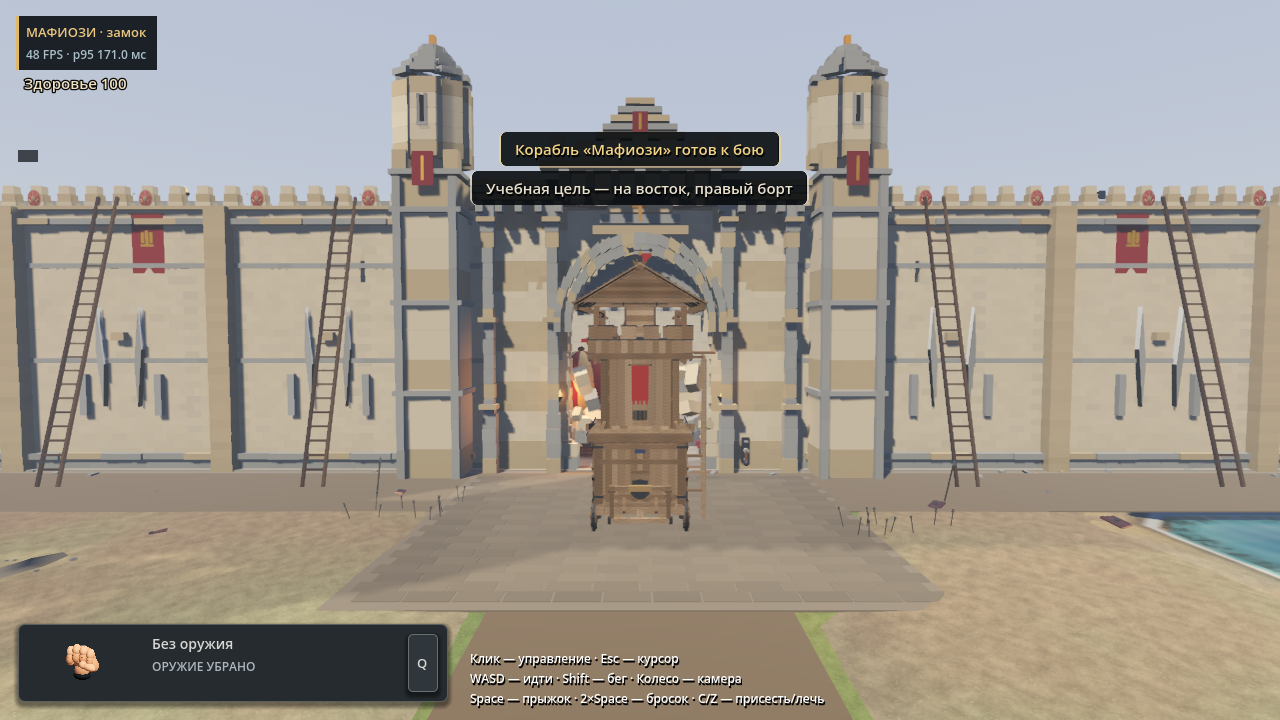 МАФИОЗИ · замок
48 FPS · p95 171.0 мс
Здоровье 100
Корабль «Мафиози» готов к бою
Учебная цель — на восток, правый борт
Без оружия
ОРУЖИЕ УБРАНО
Q
Клик — управление · Esc — курсор
WASD — идти · Shift — бег · Колесо — камера
Space — прыжок · 2×Space — бросок · C/Z — присесть/лечь